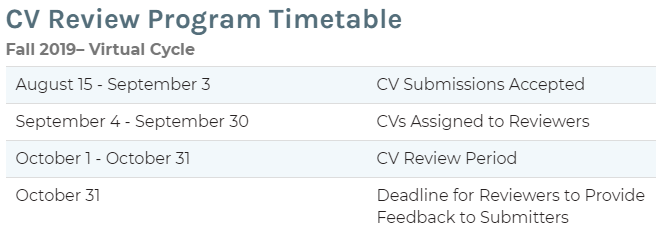 CV Review Program Timetable
Fall 2019– Virtual Cycle
August 15 - September 3 CV Submissions Accepted
September 4 - September 30 CVs Assigned to Reviewers
October 1 - October 31 CV Review Period
October 31 Deadline for Reviewers to Provide
Feedback to Submitters